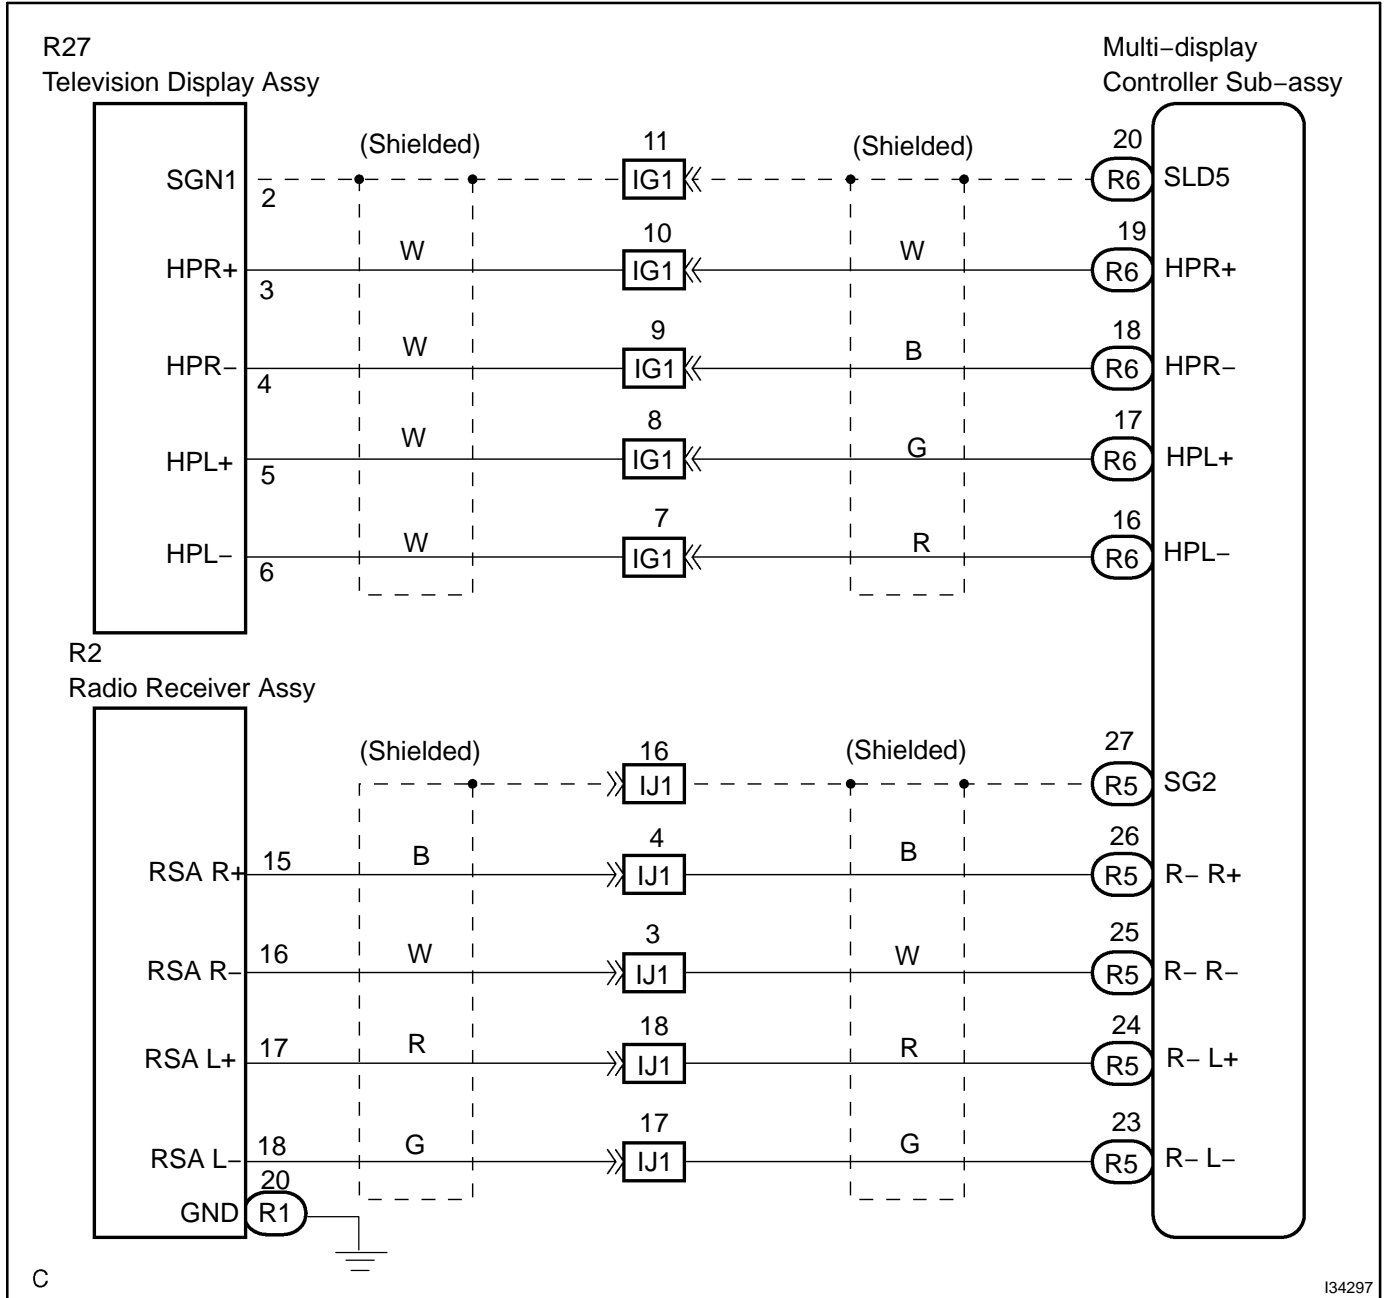 R27
Television Display Assy
Multi−display
Controller Sub−assy
(Shielded) 11 (Shielded) 20
SGN1 2 IG1 R6 SLD5
10 19
HPR+ 3 W IG1 W R6 HPR+
9 18
HPR− 4 W IG1 B R6 HPR−
8 17
HPL+ 5 W IG1 G R6 HPL+
7 16
HPL− 6 W IG1 R R6 HPL−
R2
Radio Receiver Assy
(Shielded) 16 (Shielded) 27
IJ1 R5 SG2
4 26
RSA R+ 15 B IJ1 B R5 R− R+
3 25
RSA R− 16 W IJ1 W R5 R− R−
18 24
RSA L+ 17 R IJ1 R R5 R− L+
17 23
RSA L− 18 G IJ1 G R5 R− L−
20
GND R1
C
I34297